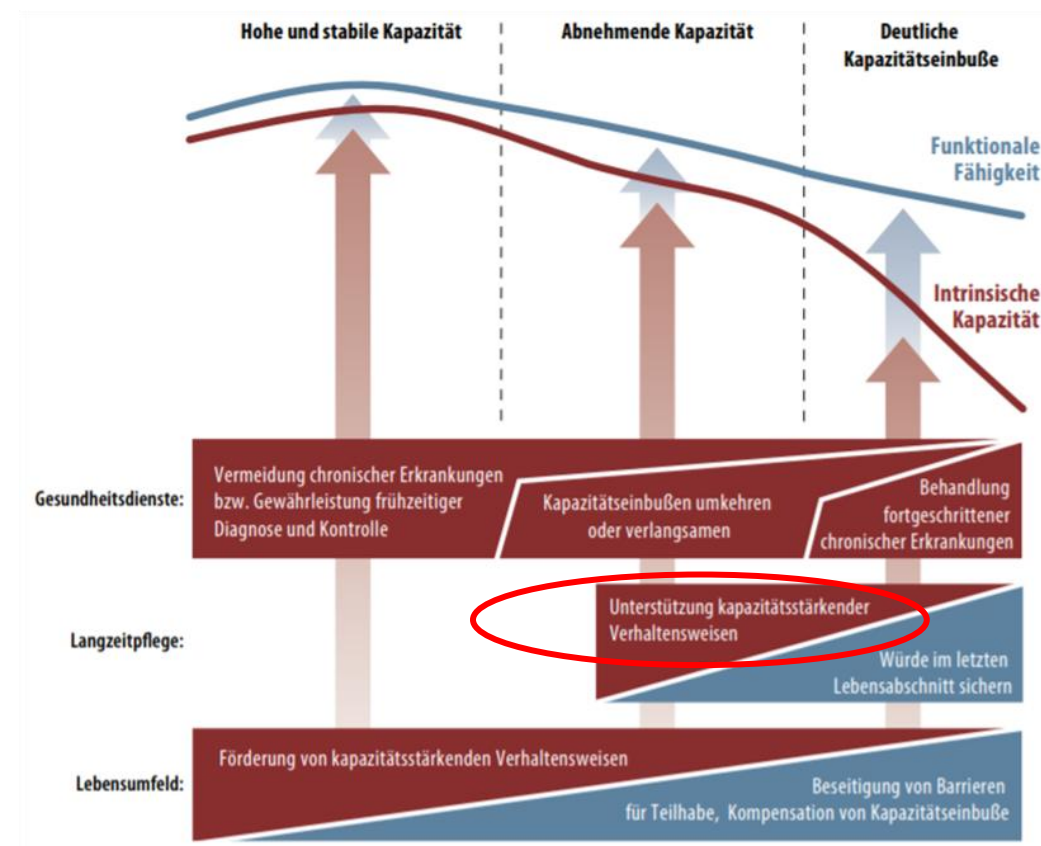 Hohe und stabile Kapazität
Abnehmende Kapazität
Deutliche
Kapazitätseinbuße
Funktionale
Fähigkeit
Intrinsische
Kapazität
Gesundheitsdienste:
Vermeidung chronischer Erkrankungen
bzw. Gewährleistung frühzeitiger
Diagnose und Kontrolle
Kapazitätseinbußen umkehren
oder verlangsamen
Behandlung
fortgeschrittener
chronischer Erkrankungen
Langzeitpflege:
Unterstützung kapazitätsstärkender
Verhaltensweisen
Würde im letzten
Lebensabschnitt sichern
Lebensumfeld:
Förderung von kapazitätsstärkenden Verhaltensweisen
Beseitigung von Barrieren
für Teilhabe, Kompensation von Kapazitätseinbuße